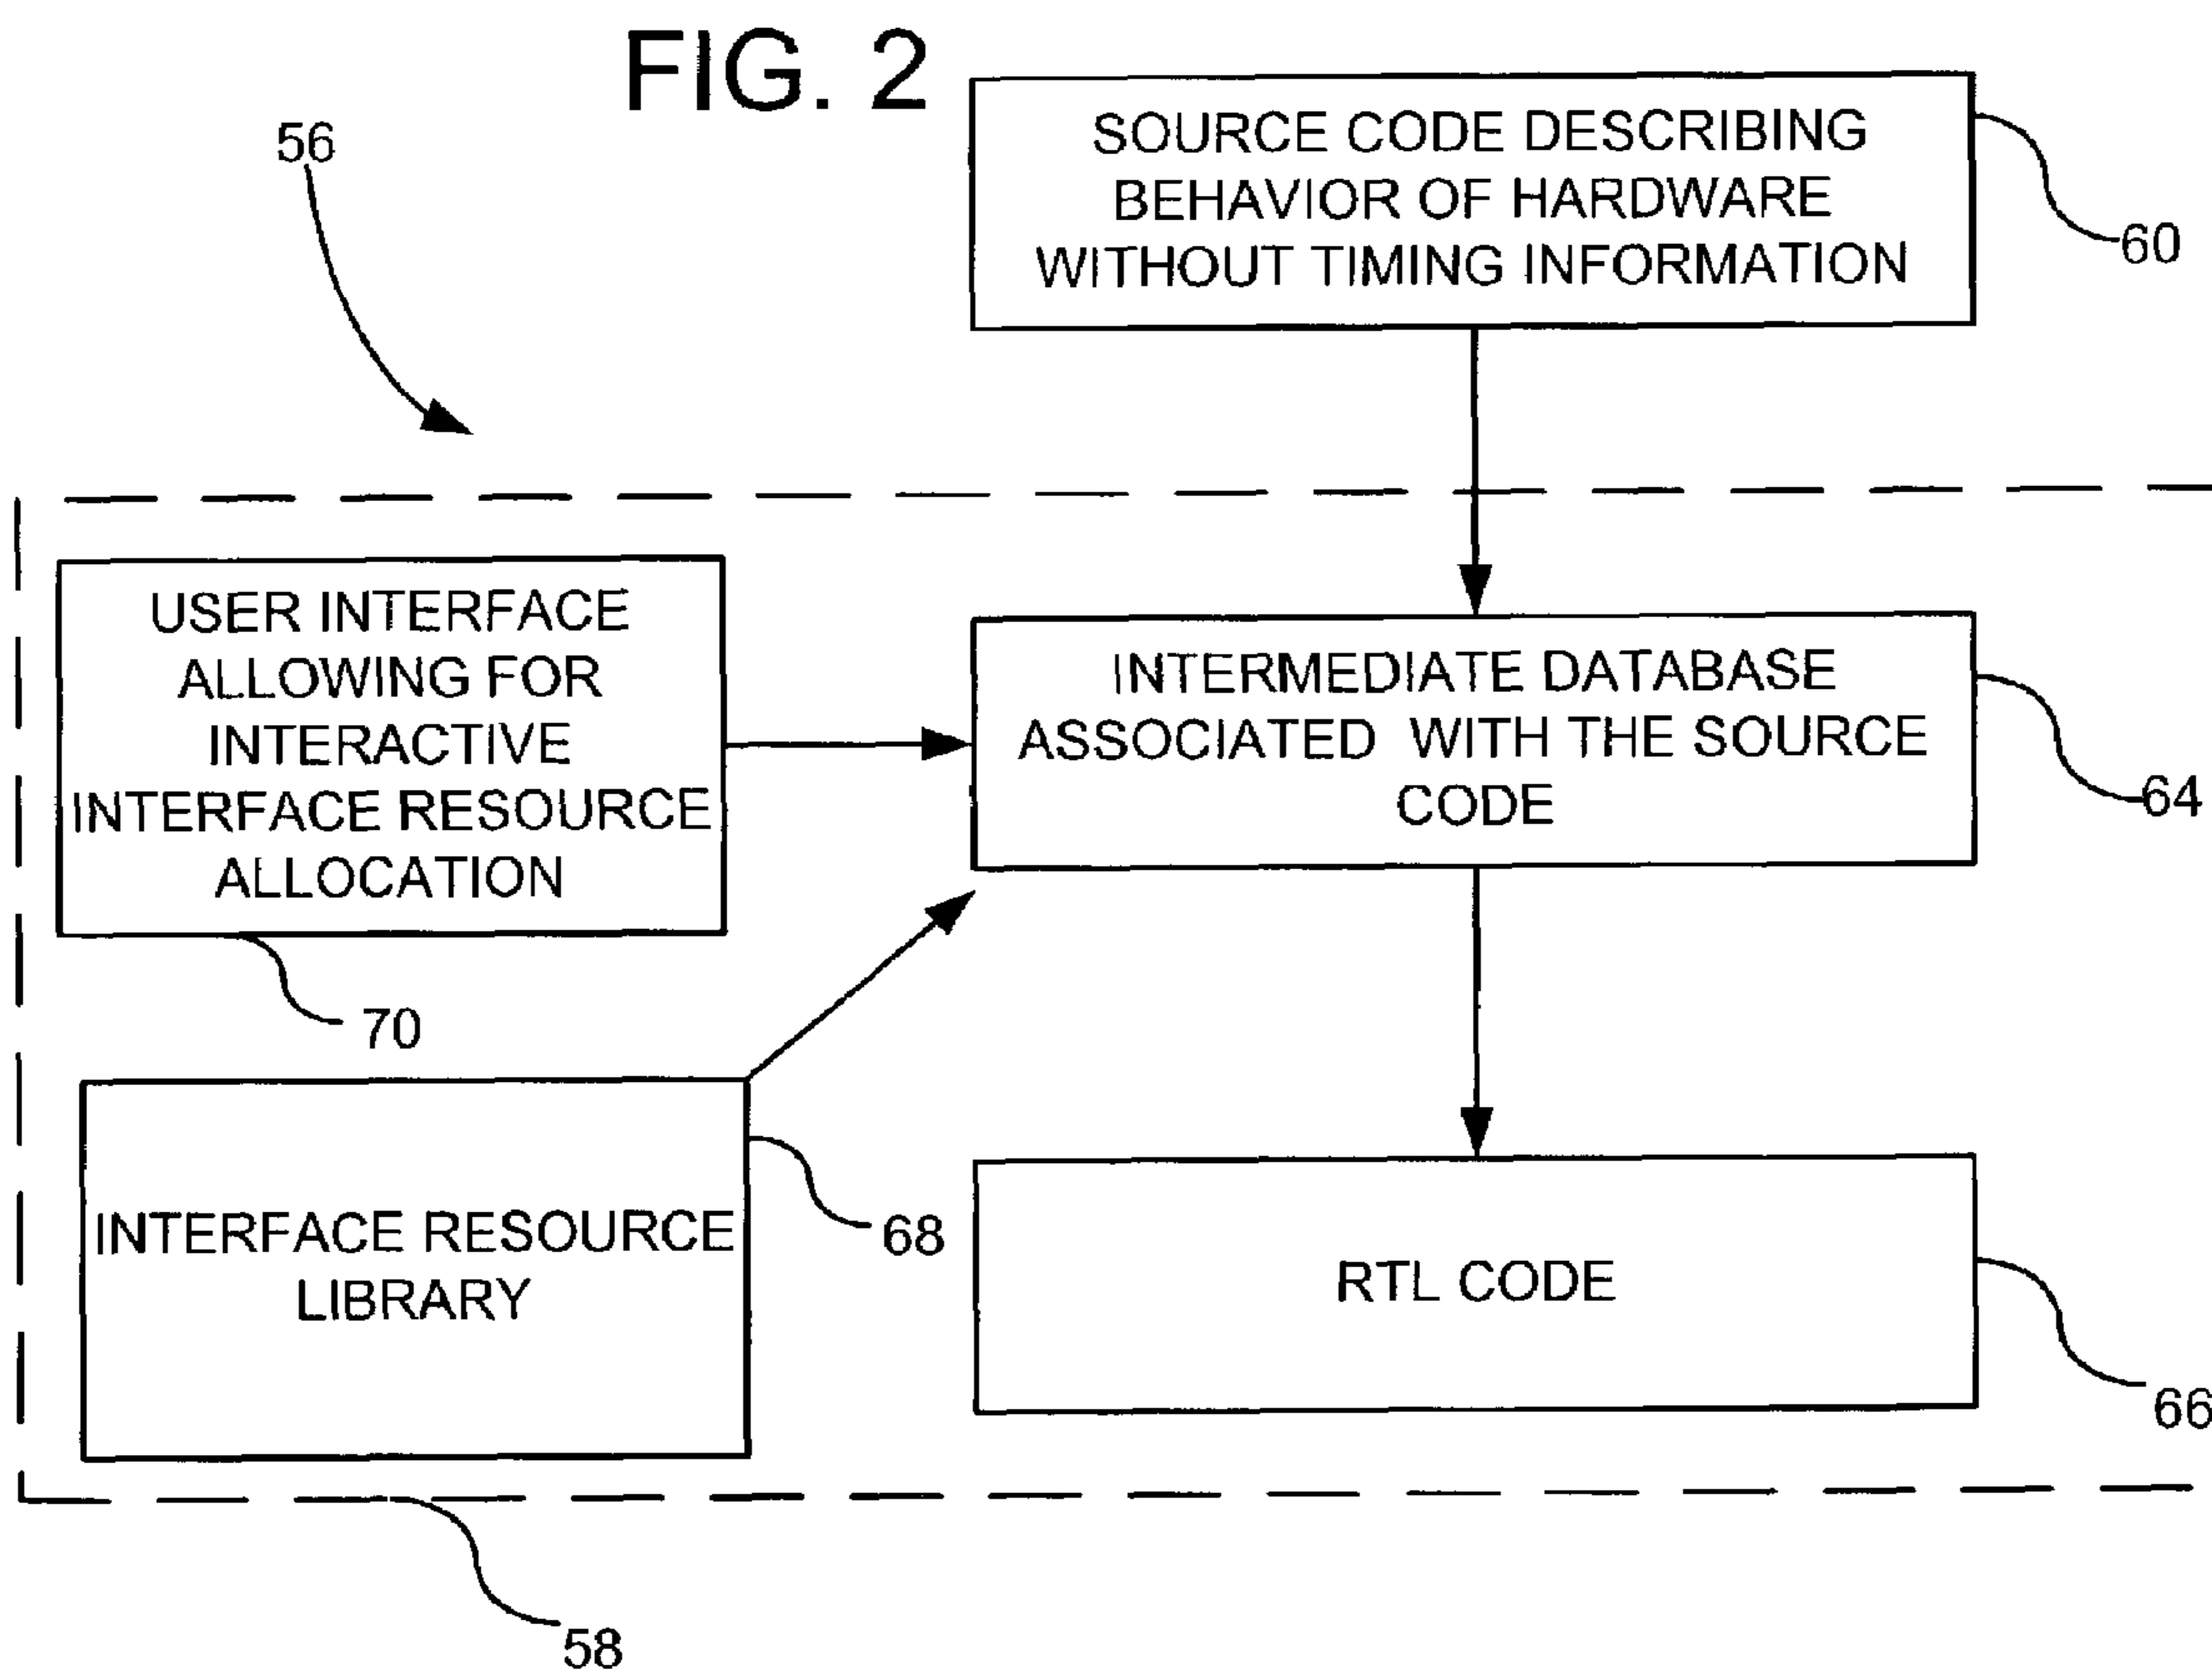 FIG. 2
56
SOURCE CODE DESCRIBING
BEHAVIOR OF HARDWARE
WITHOUT TIMING INFORMATION
60
USER INTERFACE
ALLOWING FOR
INTERACTIVE
INTERFACE RESOURCE
ALLOCATION
70
INTERMEDIATE DATABASE
ASSOCIATED WITH THE SOURCE
CODE
64
INTERFACE RESOURCE
LIBRARY
68
RTL CODE
66
58